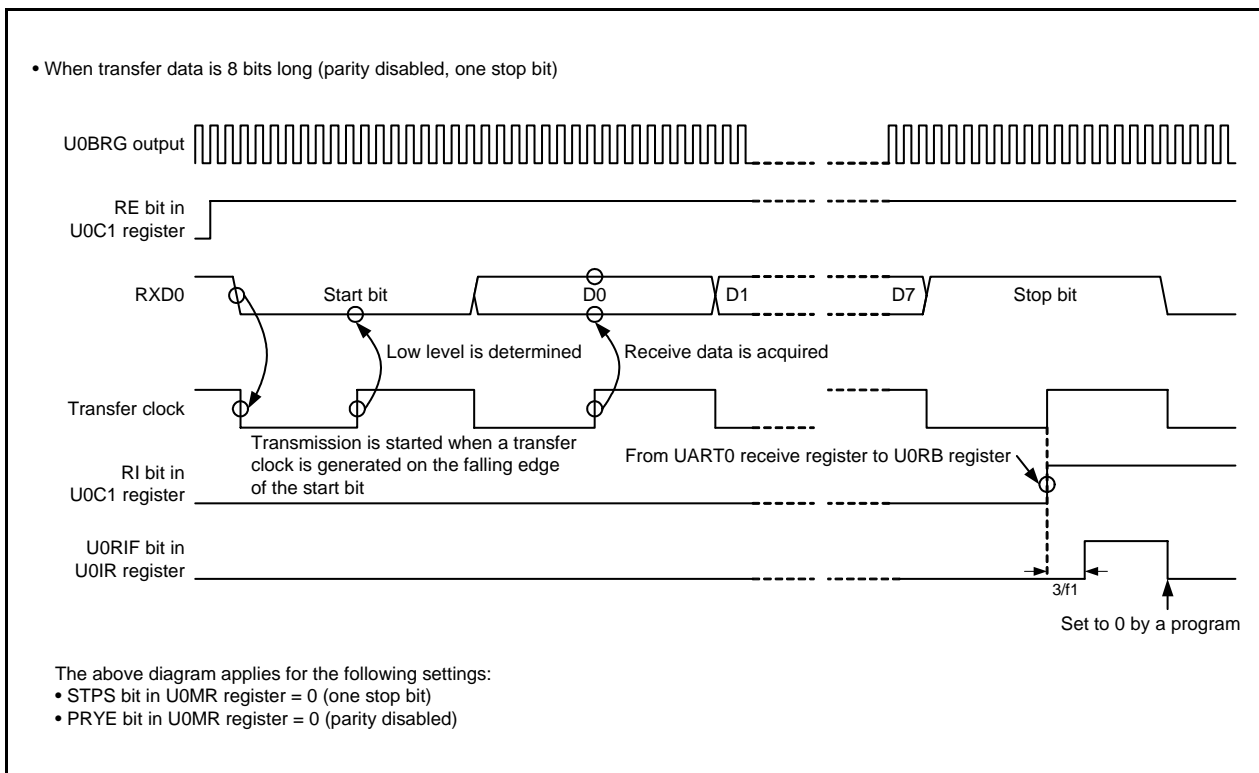 • When transfer data is 8 bits long (parity disabled, one stop bit)
U0BRG output
RE bit in
U0C1 register
RXD0
Start bit
D0
D1
D7
Stop bit
Low level is determined
Receive data is acquired
Transfer clock
Transmission is started when a transfer
clock is generated on the falling edge
of the start bit
From UART0 receive register to U0RB register
RI bit in
U0C1 register
U0RIF bit in
U0IR register
3/f1
Set to 0 by a program
The above diagram applies for the following settings:
• STPS bit in U0MR register = 0 (one stop bit)
• PRYE bit in U0MR register = 0 (parity disabled)